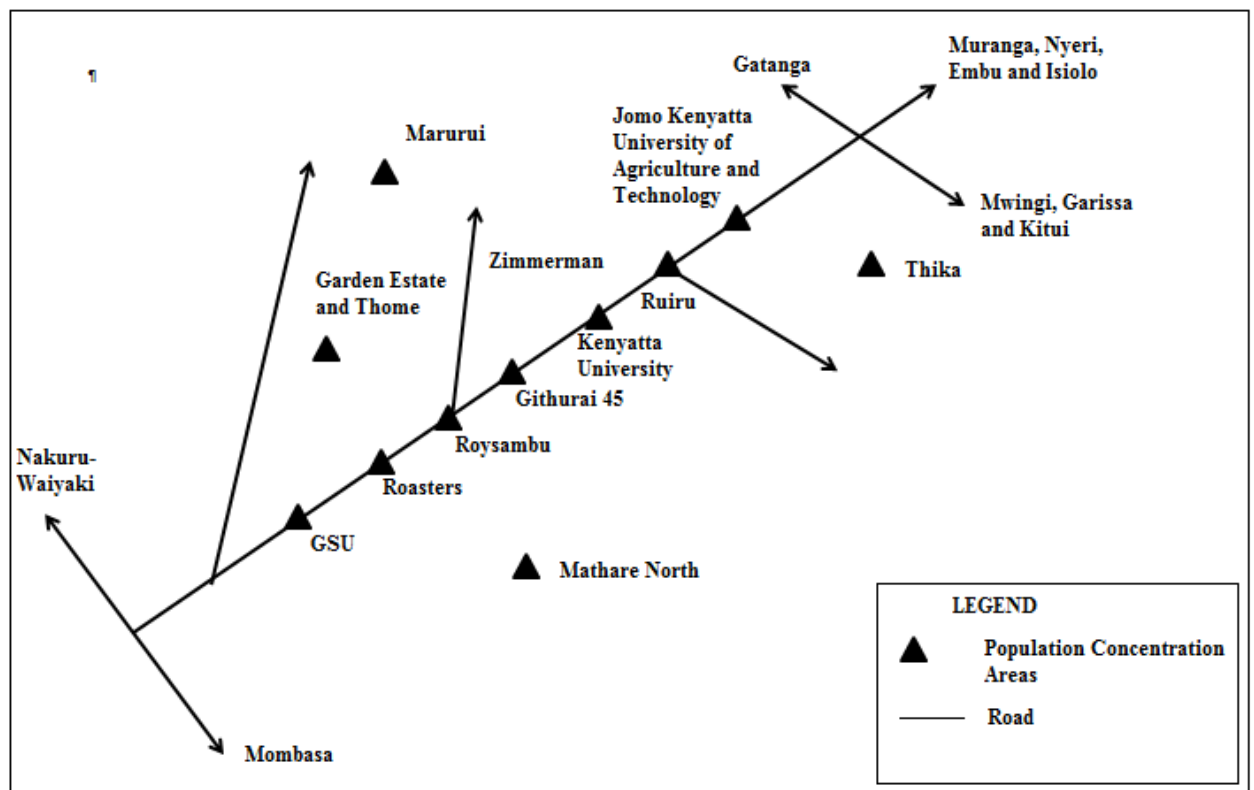 Muranga, Nyeri,
Embu and Isiolo
Gatanga
¶
Jomo Kenyatta
University of
Agriculture and
Technology
Marurui
Mwingi, Garissa
and Kitui
Zimmerman
Thika
Garden Estate
and Thome
Ruiru
Kenyatta
University
Githurai 45
Roysambu
Nakuru-
Waiyaki
Roasters
GSU
Mathare North
LEGEND
Population Concentration
Areas
Road
Mombasa